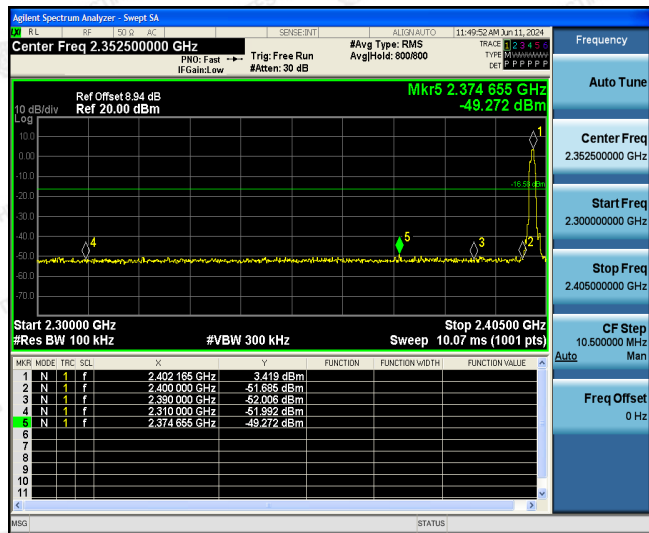 Agilent Spectrum Analyzer - Swept SA
LXI RL RF 50 Ω AC SENSE:INT ALIGNAUTO 11:49:52 AM Jun 11, 2024
Center Freq 2.352500000 GHz #Avg Type: RMS TRACE 1 2 3 4 5 6
PNO: Fast Trig: Free Run Avg|Hold: 800/800 TYPE MWWWWW
IFGain:Low #Atten: 30 dB DET P P P P P P
Frequency
Auto Tune
Center Freq
2.352500000 GHz
Start Freq
2.300000000 GHz
Stop Freq
2.405000000 GHz
CF Step
10.500000 MHz
Auto Man
Freq Offset
0 Hz
Mkr5 2.374 655 GHz
-49.272 dBm
Ref Offset 8.94 dB
10 dB/div Ref 20.00 dBm
Log
10.0
0.00
-10.0
-20.0
-30.0
-40.0
-50.0
-60.0
-70.0
1
-16.58 dBm
4
5
3
2
Start 2.30000 GHz Stop 2.40500 GHz
#Res BW 100 kHz #VBW 300 kHz Sweep 10.07 ms (1001 pts)
MKR MODE TRC SCL X Y FUNCTION FUNCTION WIDTH FUNCTION VALUE
1 N 1 f 2.402 165 GHz 3.419 dBm
2 N 1 f 2.400 000 GHz -51.685 dBm
3 N 1 f 2.390 000 GHz -52.006 dBm
4 N 1 f 2.310 000 GHz -51.992 dBm
5 N 1 f 2.374 655 GHz -49.272 dBm
6
7
8
9
10
11
MSG STATUS